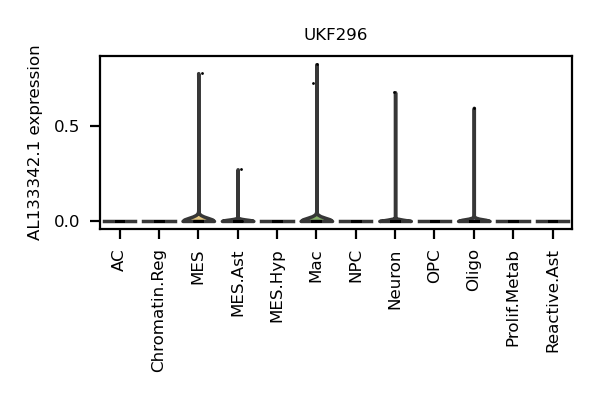 UKF296
AL133342.1 expression
0.5
0.0
AC
Chromatin.Reg
MES
MES.Ast
MES.Hyp
Mac
NPC
Neuron
OPC
Oligo
Prolif.Metab
Reactive.Ast